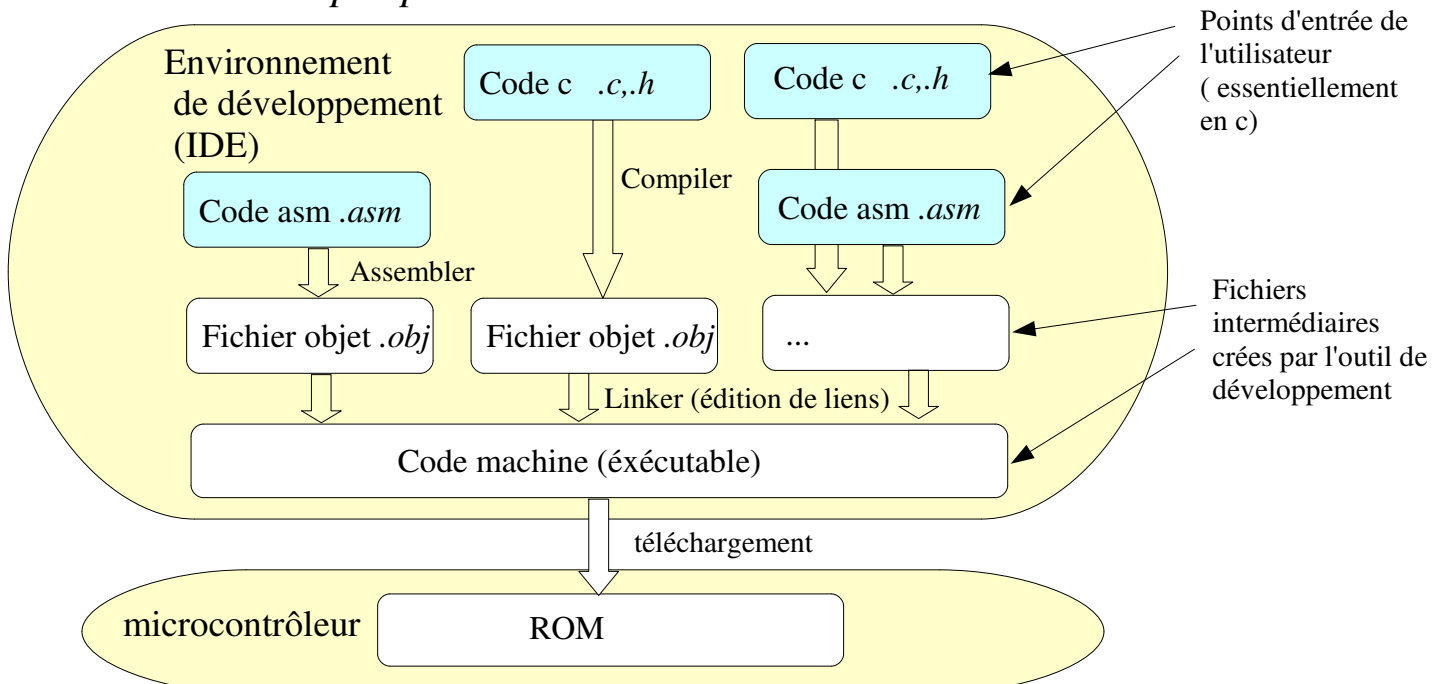 Environnement
de développement
(IDE)
Code c .c,.h
Code c .c,.h
Points d'entrée de
l'utilisateur
( essentiellement
en c)
Compiler
Code asm .asm
Code asm .asm
Assembler
Fichier objet .obj
Fichier objet .obj
...
Fichiers
intermédiaires
crées par l'outil de
développement
Linker (édition de liens)
Code machine (éxécutable)
téléchargement
microcontrôleur
ROM